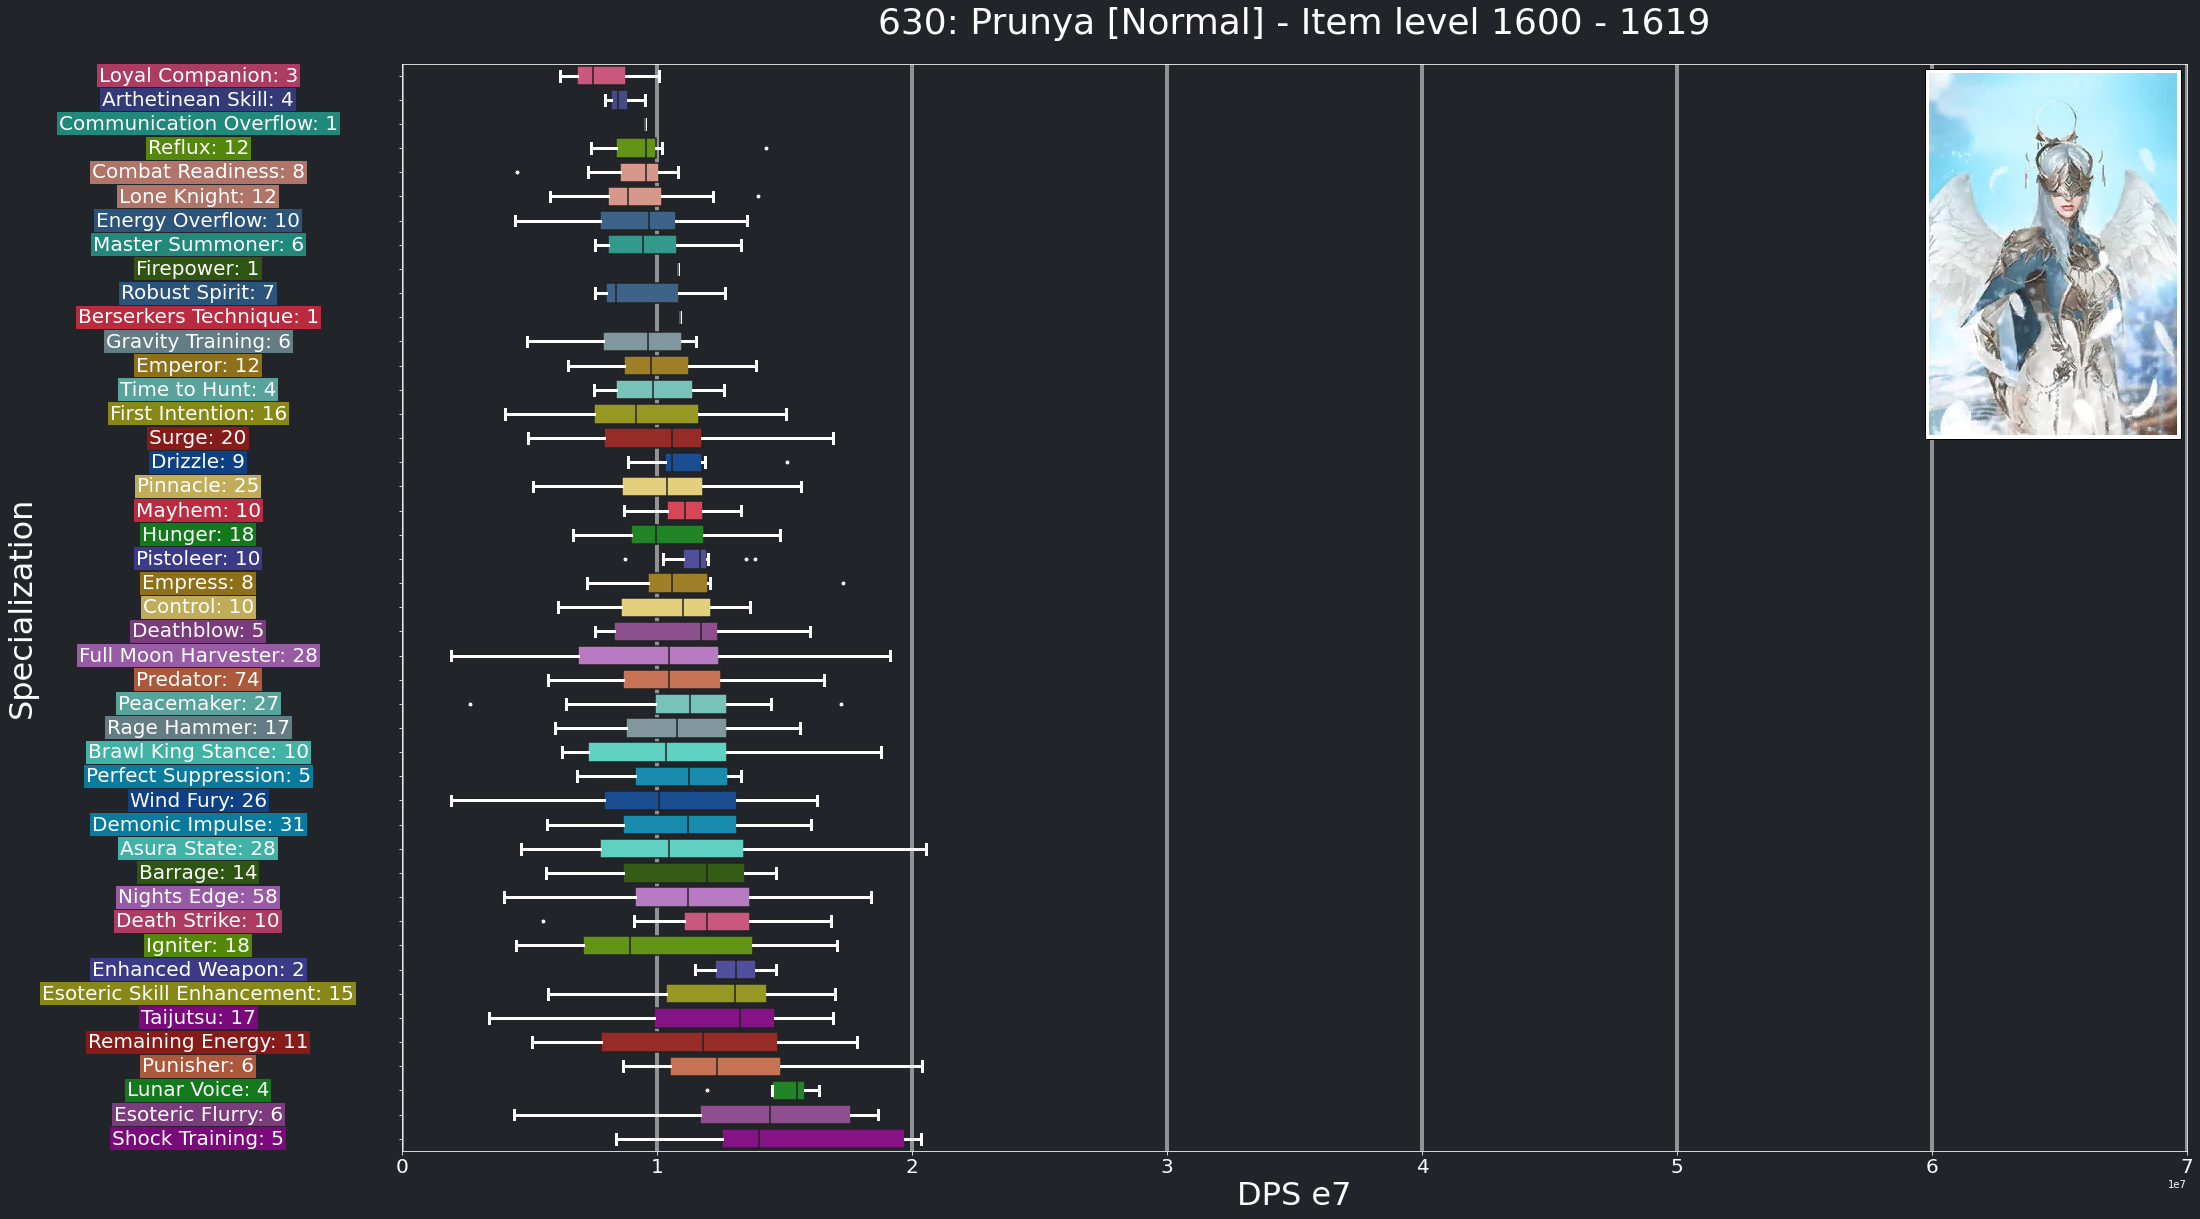 630: Prunya [Normal] - Item level 1600 - 1619
Specialization
Loyal Companion: 3
Arthetinean Skill: 4
Communication Overflow: 1
Reflux: 12
Combat Readiness: 8
Lone Knight: 12
Energy Overflow: 10
Master Summoner: 6
Firepower: 1
Robust Spirit: 7
Berserkers Technique: 1
Gravity Training: 6
Emperor: 12
Time to Hunt: 4
First Intention: 16
Surge: 20
Drizzle: 9
Pinnacle: 25
Mayhem: 10
Hunger: 18
Pistoleer: 10
Empress: 8
Control: 10
Deathblow: 5
Full Moon Harvester: 28
Predator: 74
Peacemaker: 27
Rage Hammer: 17
Brawl King Stance: 10
Perfect Suppression: 5
Wind Fury: 26
Demonic Impulse: 31
Asura State: 28
Barrage: 14
Nights Edge: 58
Death Strike: 10
Igniter: 18
Enhanced Weapon: 2
Esoteric Skill Enhancement: 15
Taijutsu: 17
Remaining Energy: 11
Punisher: 6
Lunar Voice: 4
Esoteric Flurry: 6
Shock Training: 5
0 1 2 3 4 5 6 7
1e7
DPS e7